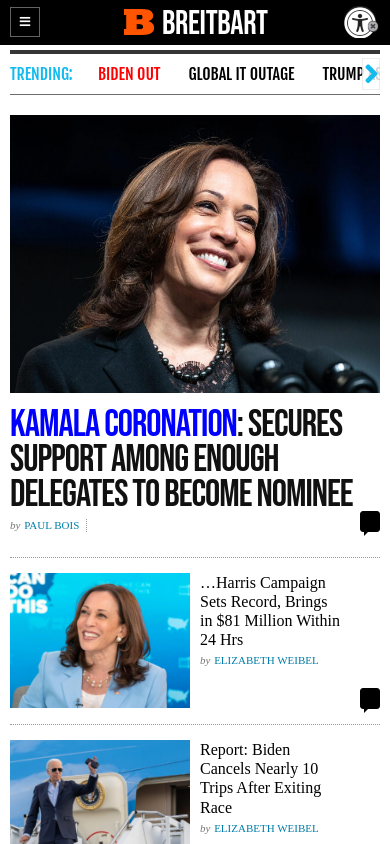 BREITBART
TRENDING: BIDEN OUT GLOBAL IT OUTAGE TRUMP
KAMALA CORONATION: SECURES
SUPPORT AMONG ENOUGH
DELEGATES TO BECOME NOMINEE
by PAUL BOIS
CAN
DO
THIS
…Harris Campaign
Sets Record, Brings
in $81 Million Within
24 Hrs
by ELIZABETH WEIBEL
Report: Biden
Cancels Nearly 10
Trips After Exiting
Race
by ELIZABETH WEIBEL